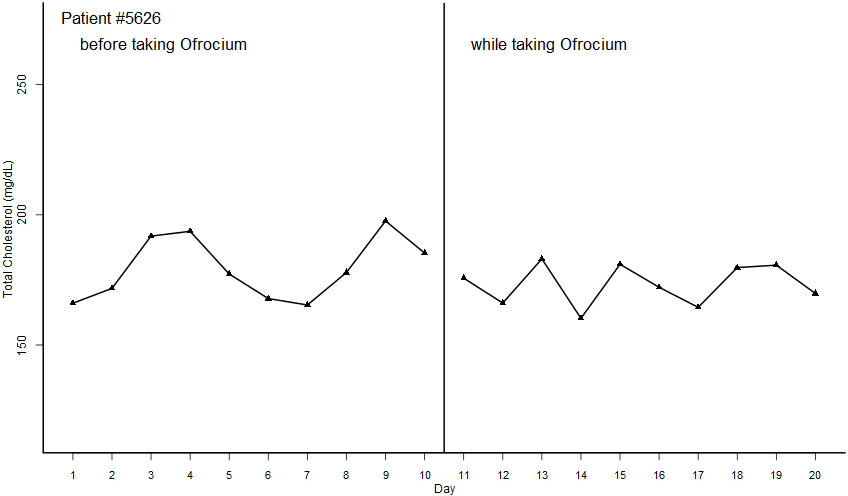 Patient #5626
before taking Ofrocium
while taking Ofrocium
Total Cholesterol (mg/dL)
250
200
150
1 2 3 4 5 6 7 8 9 10 11 12 13 14 15 16 17 18 19 20
Day